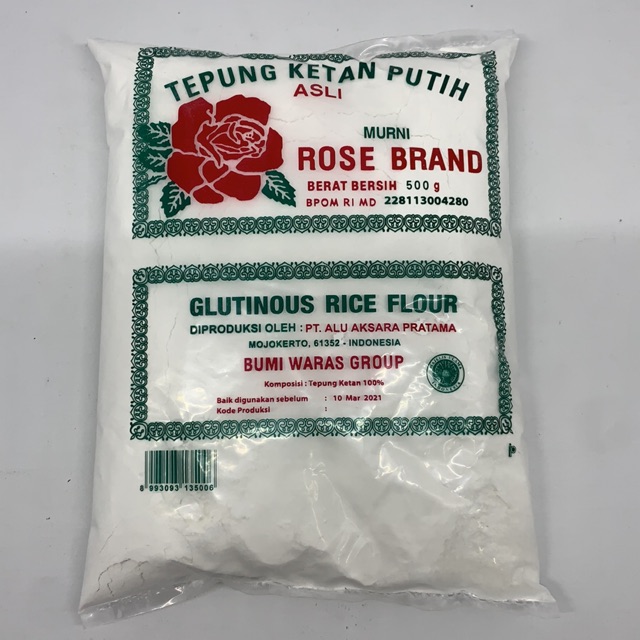 TEPUNG KETAN PUTIH
ASLI
MURNI
ROSE BRAND
BERAT BERSIH 500 g
BPOM RI MD 228113004280
GLUTINOUS RICE FLOUR
DIPRODUKSI OLEH : PT. ALU AKSARA PRATAMA
MOJOKERTO, 61352 - INDONESIA
BUMI WARAS GROUP
Komposisi : Tepung Ketan 100%
Baik digunakan sebelum : 10 Mar 2021
Kode Produksi :
8 993093 135006